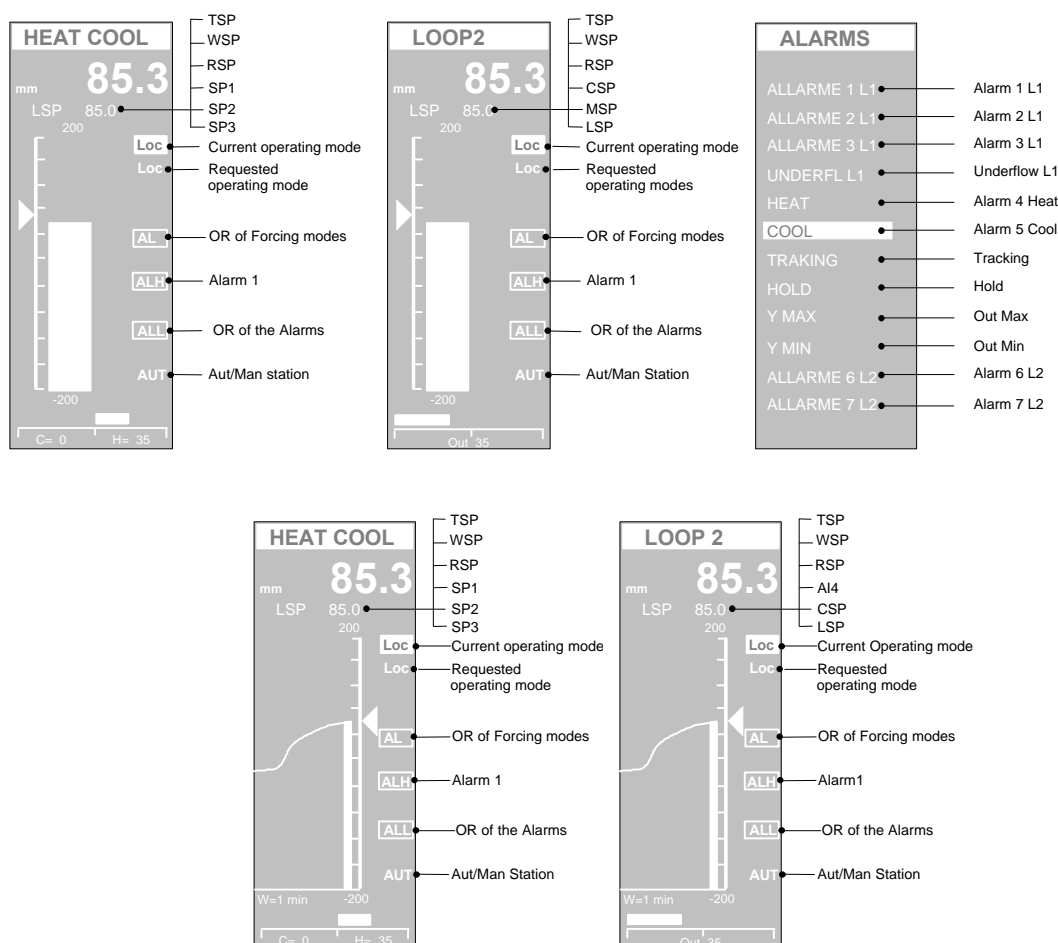 HEAT COOL
mm
85.3
LSP 85.0
200
Loc
Loc
AL
ALH
ALL
AUT
-200
C= 0 H= 35
TSP
WSP
RSP
SP1
SP2
SP3
Current operating mode
Requested
operating mode
OR of Forcing modes
Alarm 1
OR of the Alarms
Aut/Man station
LOOP2
mm
85.3
LSP 85.0
200
Loc
Loc
AL
ALH
ALL
AUT
-200
Out 35
TSP
WSP
RSP
CSP
MSP
LSP
Current operating mode
Requested
operating modes
OR of Forcing modes
Alarm 1
OR of the Alarms
Aut/Man Station
ALARMS
ALLARME 1 L1 Alarm 1 L1
ALLARME 2 L1 Alarm 2 L1
ALLARME 3 L1 Alarm 3 L1
UNDERFL L1 Underflow L1
HEAT Alarm 4 Heat
COOL Alarm 5 Cool
TRAKING Tracking
HOLD Hold
Y MAX Out Max
Y MIN Out Min
ALLARME 6 L2 Alarm 6 L2
ALLARME 7 L2 Alarm 7 L2
HEAT COOL
mm
85.3
LSP 85.0
200
Loc
Loc
AL
ALH
ALL
AUT
W=1 min -200
C= 0 H= 35
TSP
WSP
RSP
SP1
SP2
SP3
Current operating mode
Requested
operating mode
OR of Forcing modes
Alarm 1
OR of the Alarms
Aut/Man Station
LOOP 2
mm
85.3
LSP 85.0
200
Loc
Loc
AL
ALH
ALL
AUT
W=1 min -200
Out 35
TSP
WSP
RSP
AI4
CSP
LSP
Current Operating Mode
Requested
operating mode
OR of Forcing modes
Alarm1
OR of the Alarms
Aut/Man Station